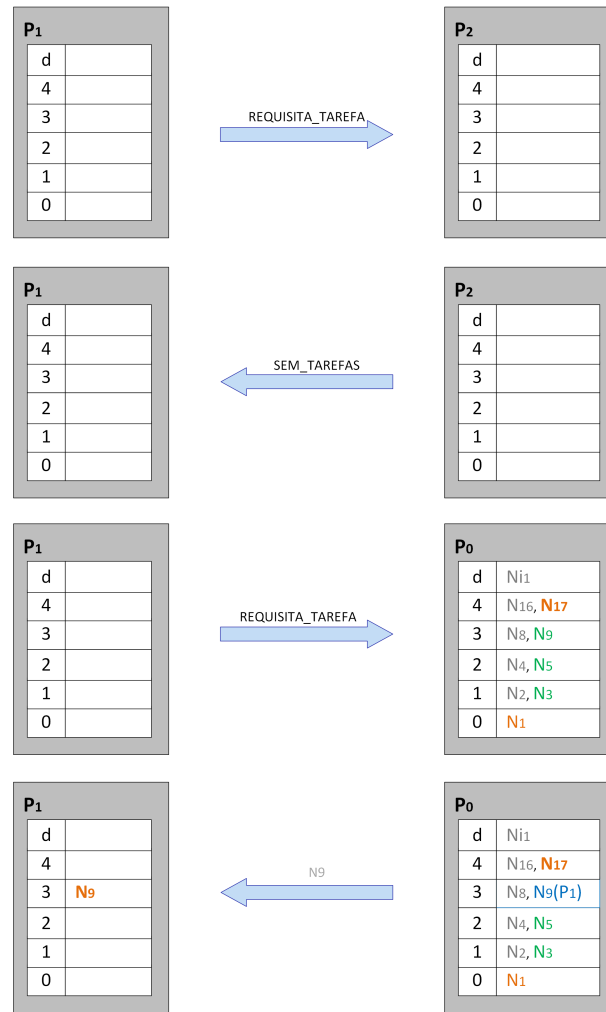 P1 P2
d d
4 4
3 REQUISITA_TAREFA 3
2 2
1 1
0 0
P1 P2
d d
4 4
3 SEM_TAREFAS 3
2 2
1 1
0 0
P1 P0
d d Ni1
4 4 N16, N17
3 REQUISITA_TAREFA 3 N8, N9
2 2 N4, N5
1 1 N2, N3
0 0 N1
P1 P0
d d Ni1
4 4 N16, N17
3 N9 N9 3 N8, N9(P1)
2 2 N4, N5
1 1 N2, N3
0 0 N1